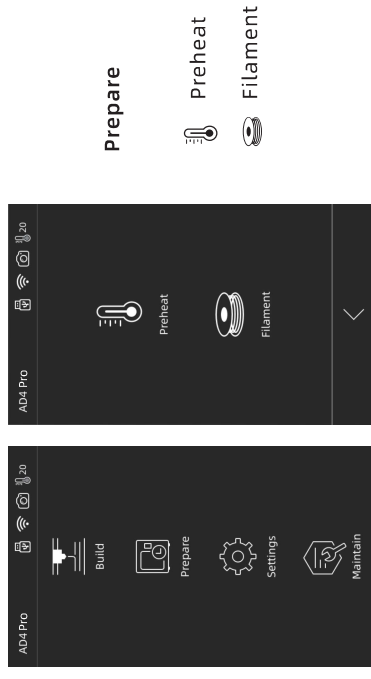 AD4 Pro 20
Build
Prepare
Settings
Maintain
AD4 Pro 20
Preheat
Filament
Prepare
Preheat
Filament